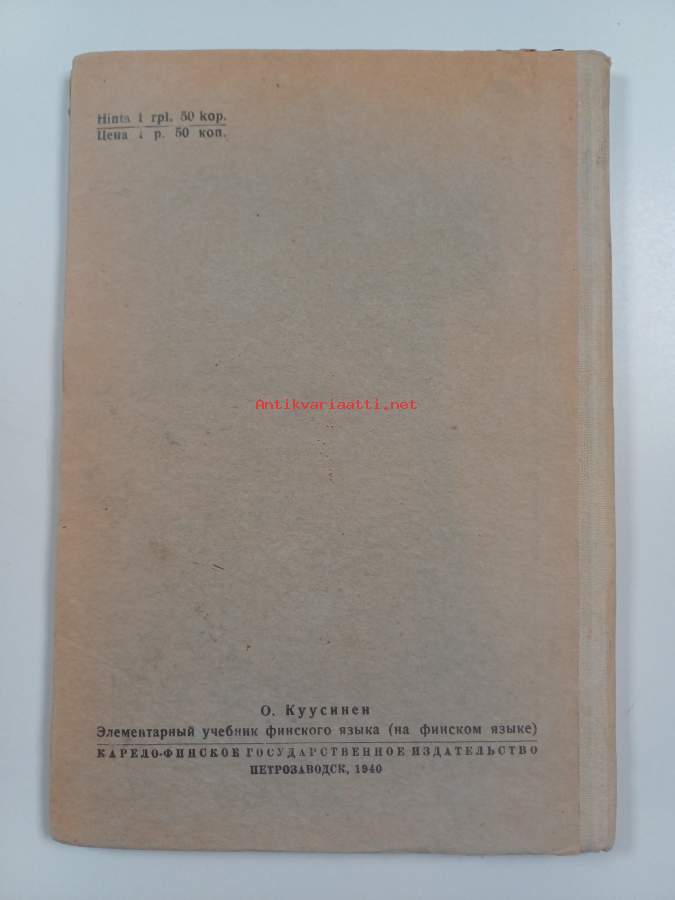 Hinta 1 rpl. 50 kop.
Цена 1 р. 50 коп.
Antikvariaatti.net
О. Куусинен
Элементарный учебник финского языка (на финском языке)
КАРЕЛО-ФИНСКОЕ ГОСУДАРСТВЕННОЕ ИЗДАТЕЛЬСТВО
ПЕТРОЗАВОДСК, 1940